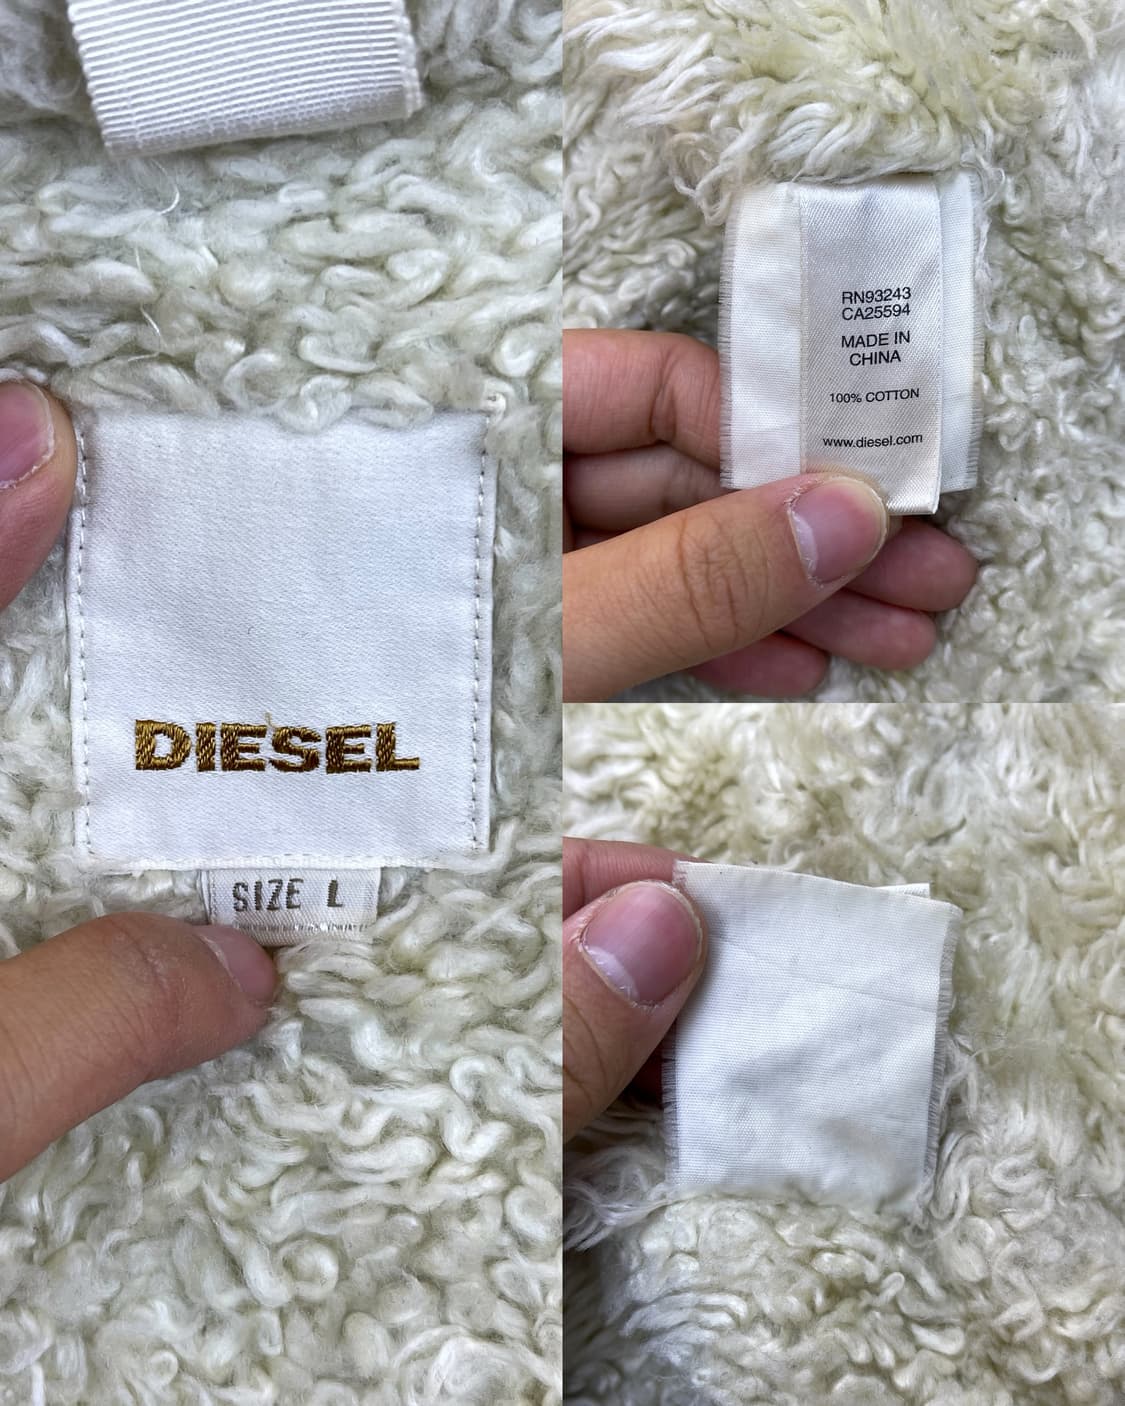 DIESEL
SIZE L
RN93243
CA25594
MADE IN
CHINA
100% COTTON
www.diesel.com